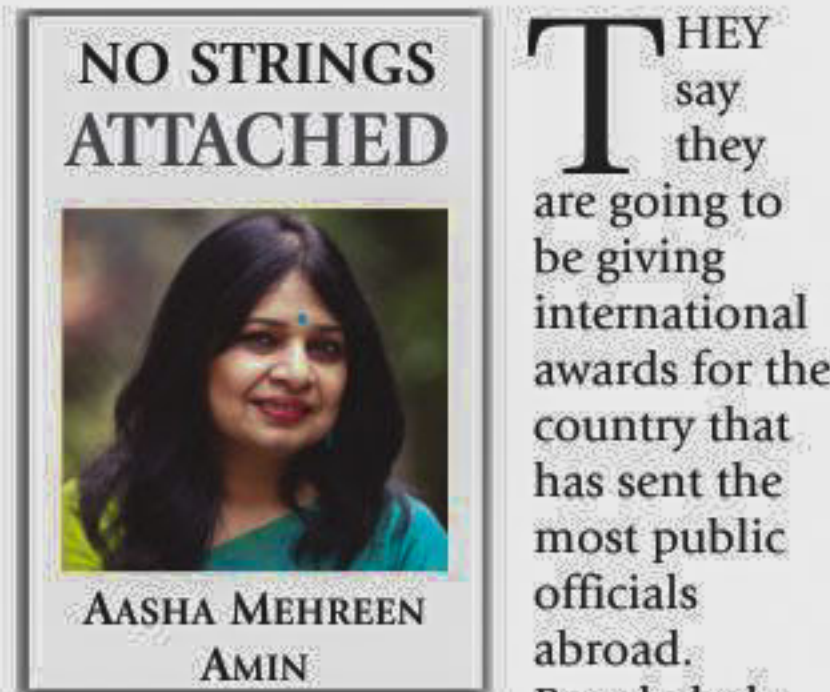 NO STRINGS
ATTACHED
AASHA MEHREEN
AMIN
THEY
say
they
are going to
be giving
international
awards for the
country that
has sent the
most public
officials
abroad.